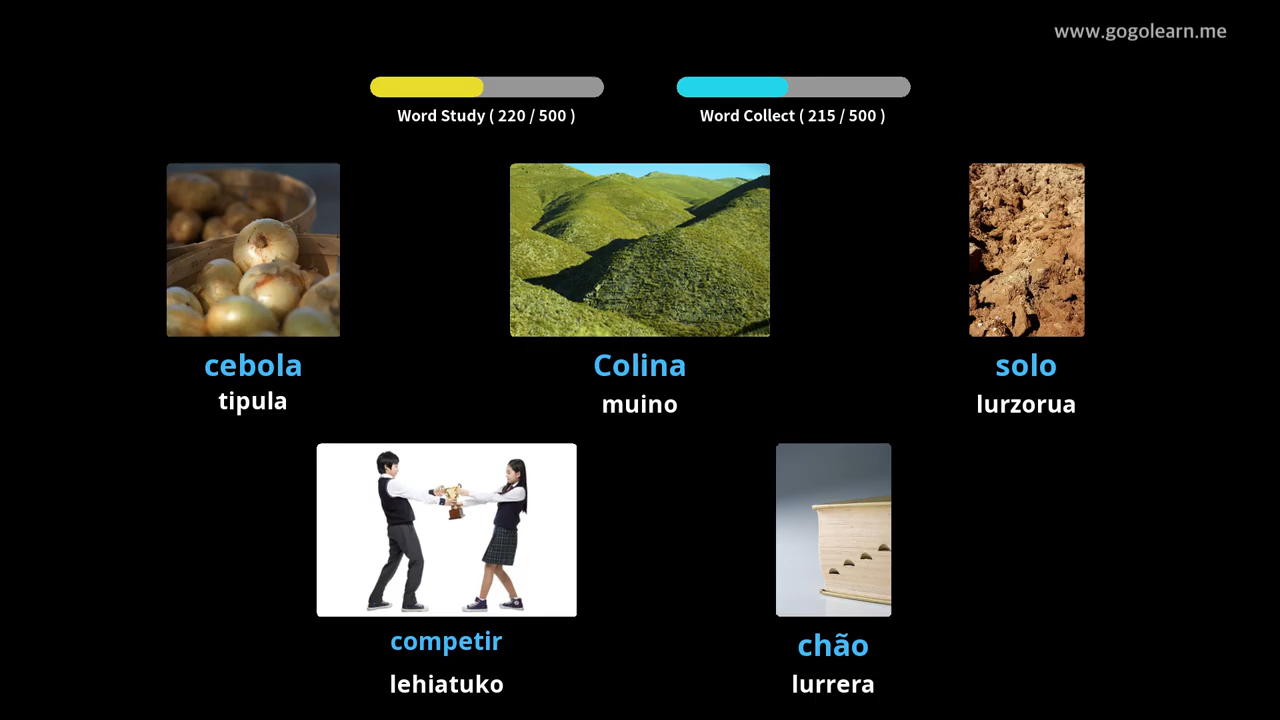 www.gogolearn.me
Word Study ( 220 / 500 )
Word Collect ( 215 / 500 )
cebola
tipula
Colina
muino
solo
lurzorua
competir
lehiatuko
chão
lurrera